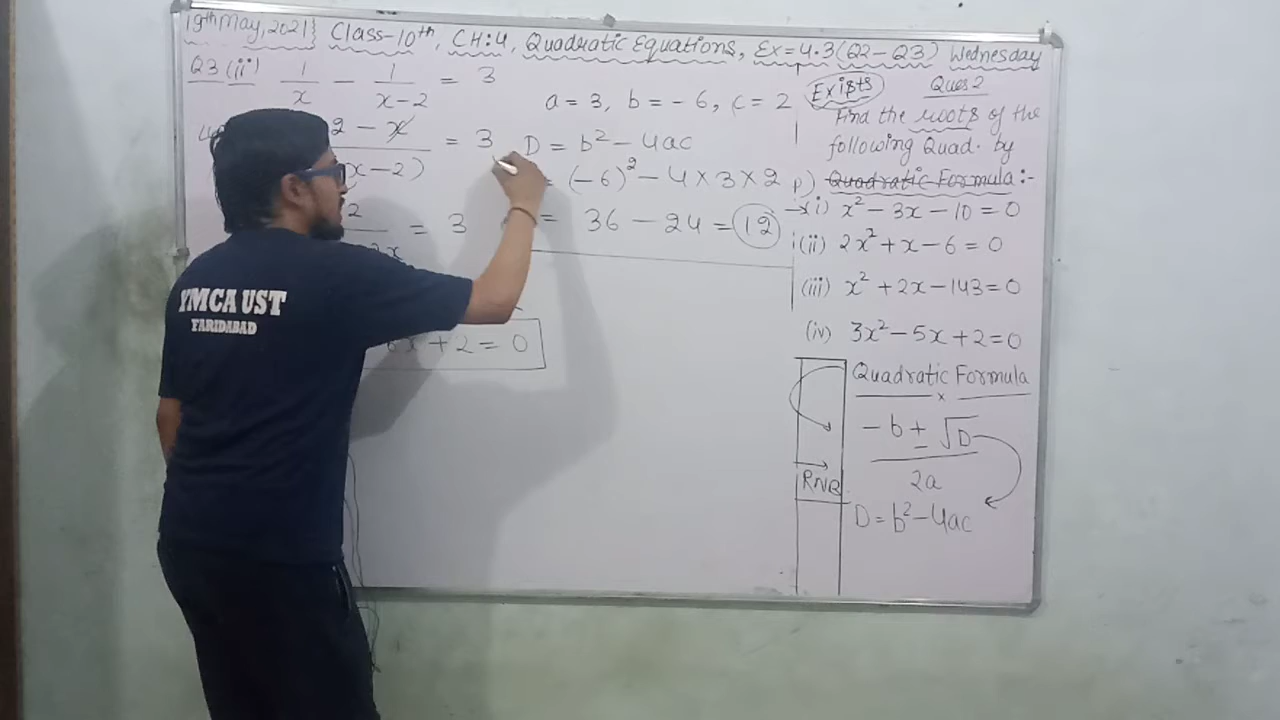 19th May, 2021} Class-10th, CH:4, Quadratic Equations, Ex=4.3(Q2-Q3) Wednesday
Q3 (ii) 1/x - 1/(x-2) = 3
2 - x = 3
x-2)
2 = 3
2x
6x + 2 = 0
a = 3, b = -6, c = 2
D = b² - 4ac
= (-6)² - 4 × 3 × 2
= 36 - 24 = 12
Exists
Ques 2
Find the roots of the
following Quad. by
Quadratic Formula:-
(i) x² - 3x - 10 = 0
(ii) 2x² + x - 6 = 0
(iii) x² + 2x - 143 = 0
(iv) 3x² - 5x + 2 = 0
Quadratic Formula
-b ± √D
2a
D = b² - 4ac
RNB
YMCA UST
FARIDABAD